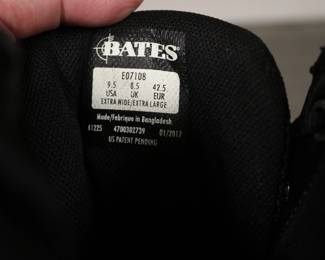 BATES
E07108
9.5 8.5 42.5
USA UK EUR
EXTRA WIDE/EXTRA LARGE
Made/Fabrique in Bangladesh
61225 4700382739 01/2017
US PATENT PENDING